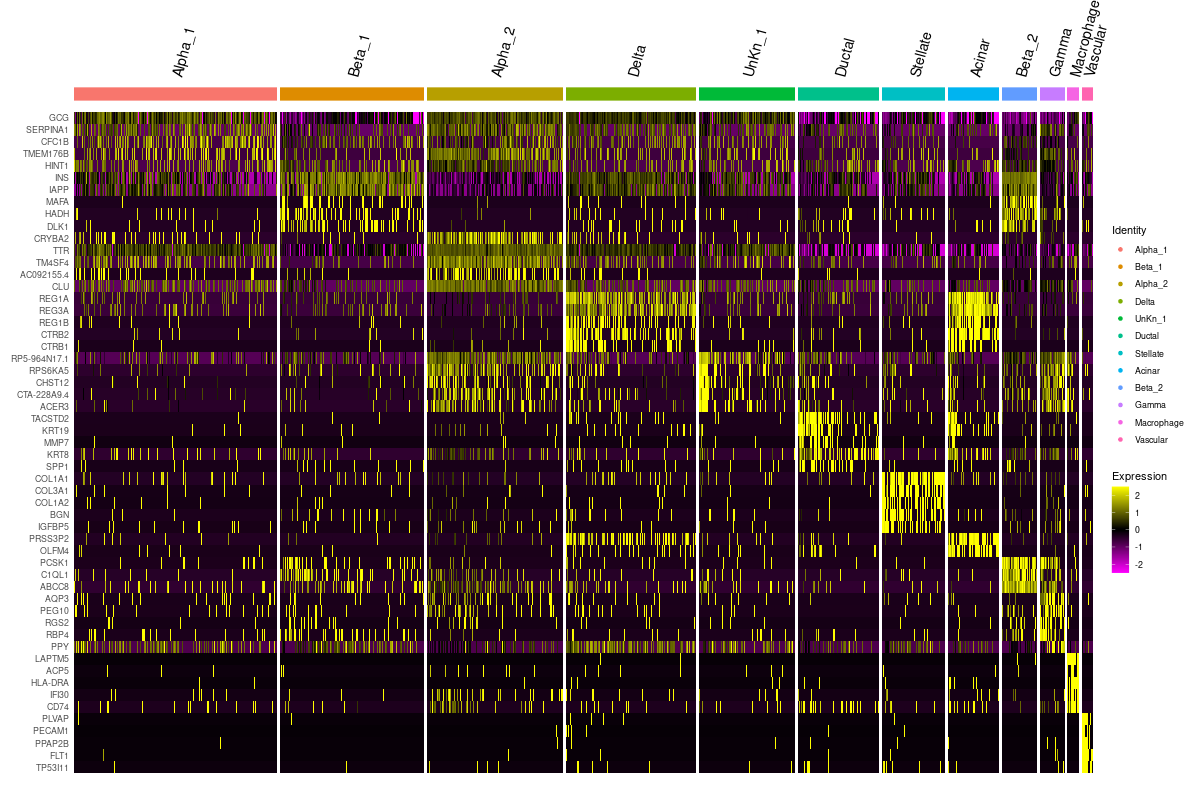 Alpha_1
Beta_1
Alpha_2
Delta
UnKn_1
Ductal
Stellate
Acinar
Beta_2
Gamma
Macrophage
Vascular
GCG
SERPINA1
CFC1B
TMEM176B
HINT1
INS
IAPP
MAFA
HADH
DLK1
CRYBA2
TTR
TM4SF4
AC092155.4
CLU
REG1A
REG3A
REG1B
CTRB2
CTRB1
RP5-964N17.1
RPS6KA5
CHST12
CTA-228A9.4
ACER3
TACSTD2
KRT19
MMP7
KRT8
SPP1
COL1A1
COL3A1
COL1A2
BGN
IGFBP5
PRSS3P2
OLFM4
PCSK1
C1QL1
ABCC8
AQP3
PEG10
RGS2
RBP4
PPY
LAPTM5
ACP5
HLA-DRA
IFI30
CD74
PLVAP
PECAM1
PPAP2B
FLT1
TP53I11
Identity
Alpha_1
Beta_1
Alpha_2
Delta
UnKn_1
Ductal
Stellate
Acinar
Beta_2
Gamma
Macrophage
Vascular
Expression
2
1
0
-1
-2